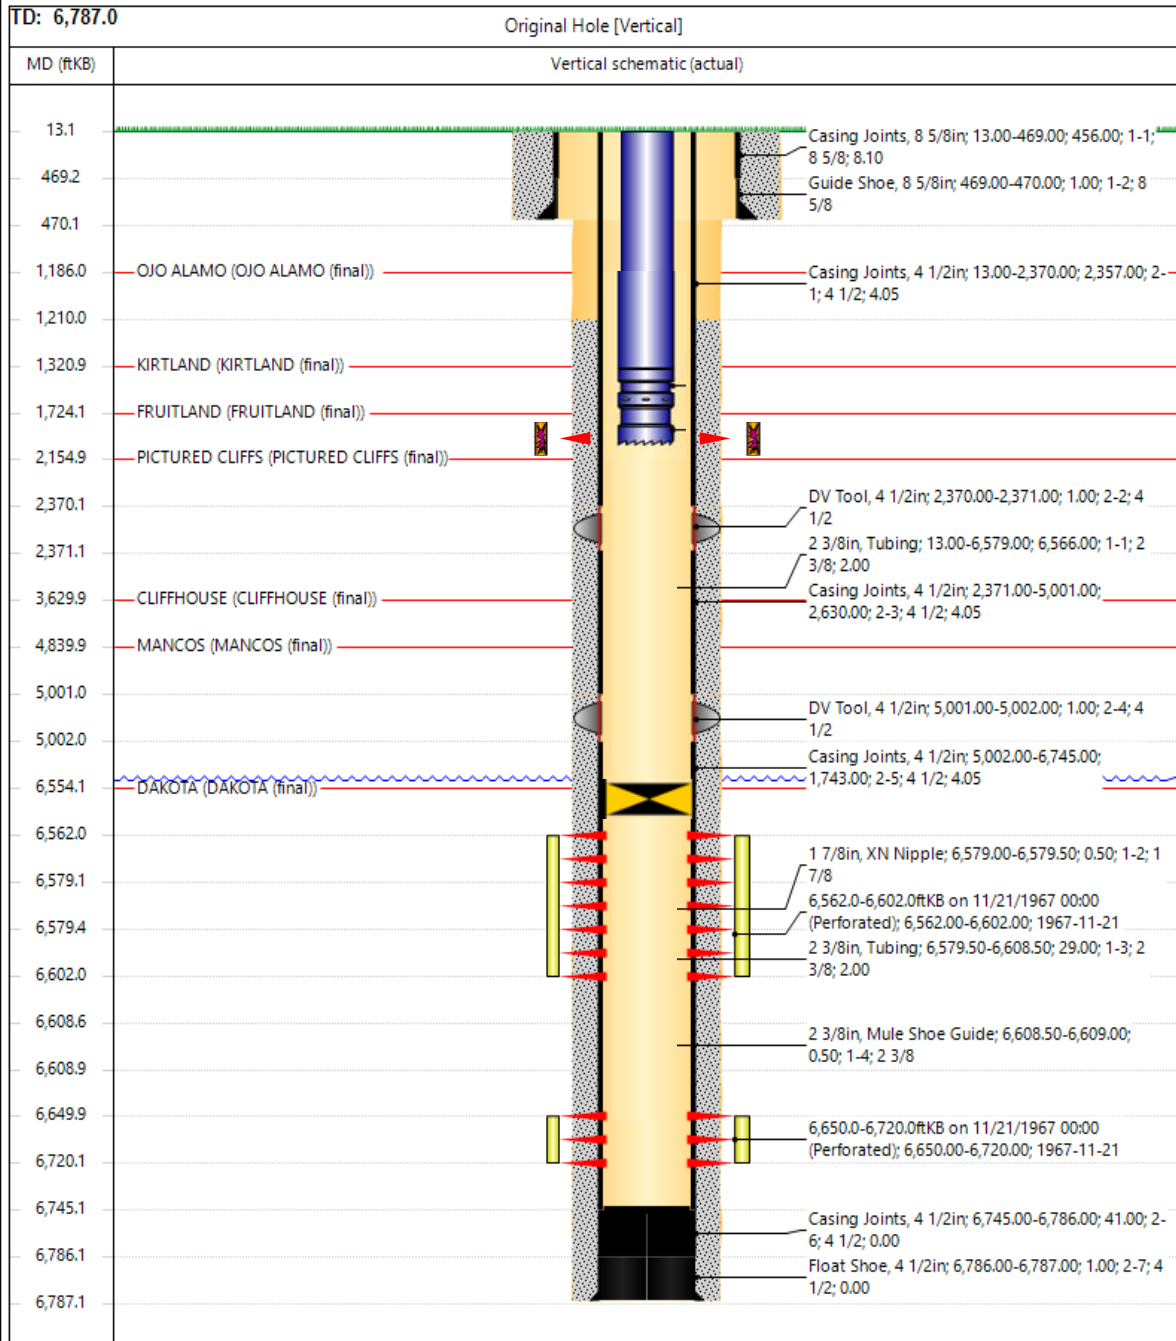 TD: 6,787.0
Original Hole [Vertical]
MD (ftKB)
Vertical schematic (actual)
13.1
Casing Joints, 8 5/8in; 13.00-469.00; 456.00; 1-1;
8 5/8; 8.10
469.2
Guide Shoe, 8 5/8in; 469.00-470.00; 1.00; 1-2; 8
5/8
470.1
1,186.0
OJO ALAMO (OJO ALAMO (final))
Casing Joints, 4 1/2in; 13.00-2,370.00; 2,357.00; 2-
1; 4 1/2; 4.05
1,210.0
1,320.9
KIRTLAND (KIRTLAND (final))
1,724.1
FRUITLAND (FRUITLAND (final))
2,154.9
PICTURED CLIFFS (PICTURED CLIFFS (final))
2,370.1
DV Tool, 4 1/2in; 2,370.00-2,371.00; 1.00; 2-2; 4
1/2
2,371.1
2 3/8in, Tubing; 13.00-6,579.00; 6,566.00; 1-1; 2
3/8; 2.00
3,629.9
CLIFFHOUSE (CLIFFHOUSE (final))
Casing Joints, 4 1/2in; 2,371.00-5,001.00;
2,630.00; 2-3; 4 1/2; 4.05
4,839.9
MANCOS (MANCOS (final))
5,001.0
DV Tool, 4 1/2in; 5,001.00-5,002.00; 1.00; 2-4; 4
1/2
5,002.0
Casing Joints, 4 1/2in; 5,002.00-6,745.00;
1,743.00; 2-5; 4 1/2; 4.05
6,554.1
DAKOTA (DAKOTA (final))
6,562.0
1 7/8in, XN Nipple; 6,579.00-6,579.50; 0.50; 1-2; 1
7/8
6,579.1
6,562.0-6,602.0ftKB on 11/21/1967 00:00
(Perforated); 6,562.00-6,602.00; 1967-11-21
6,579.4
2 3/8in, Tubing; 6,579.50-6,608.50; 29.00; 1-3; 2
3/8; 2.00
6,602.0
6,608.6
2 3/8in, Mule Shoe Guide; 6,608.50-6,609.00;
0.50; 1-4; 2 3/8
6,608.9
6,649.9
6,650.0-6,720.0ftKB on 11/21/1967 00:00
(Perforated); 6,650.00-6,720.00; 1967-11-21
6,720.1
6,745.1
Casing Joints, 4 1/2in; 6,745.00-6,786.00; 41.00; 2-
6; 4 1/2; 0.00
6,786.1
Float Shoe, 4 1/2in; 6,786.00-6,787.00; 1.00; 2-7; 4
1/2; 0.00
6,787.1